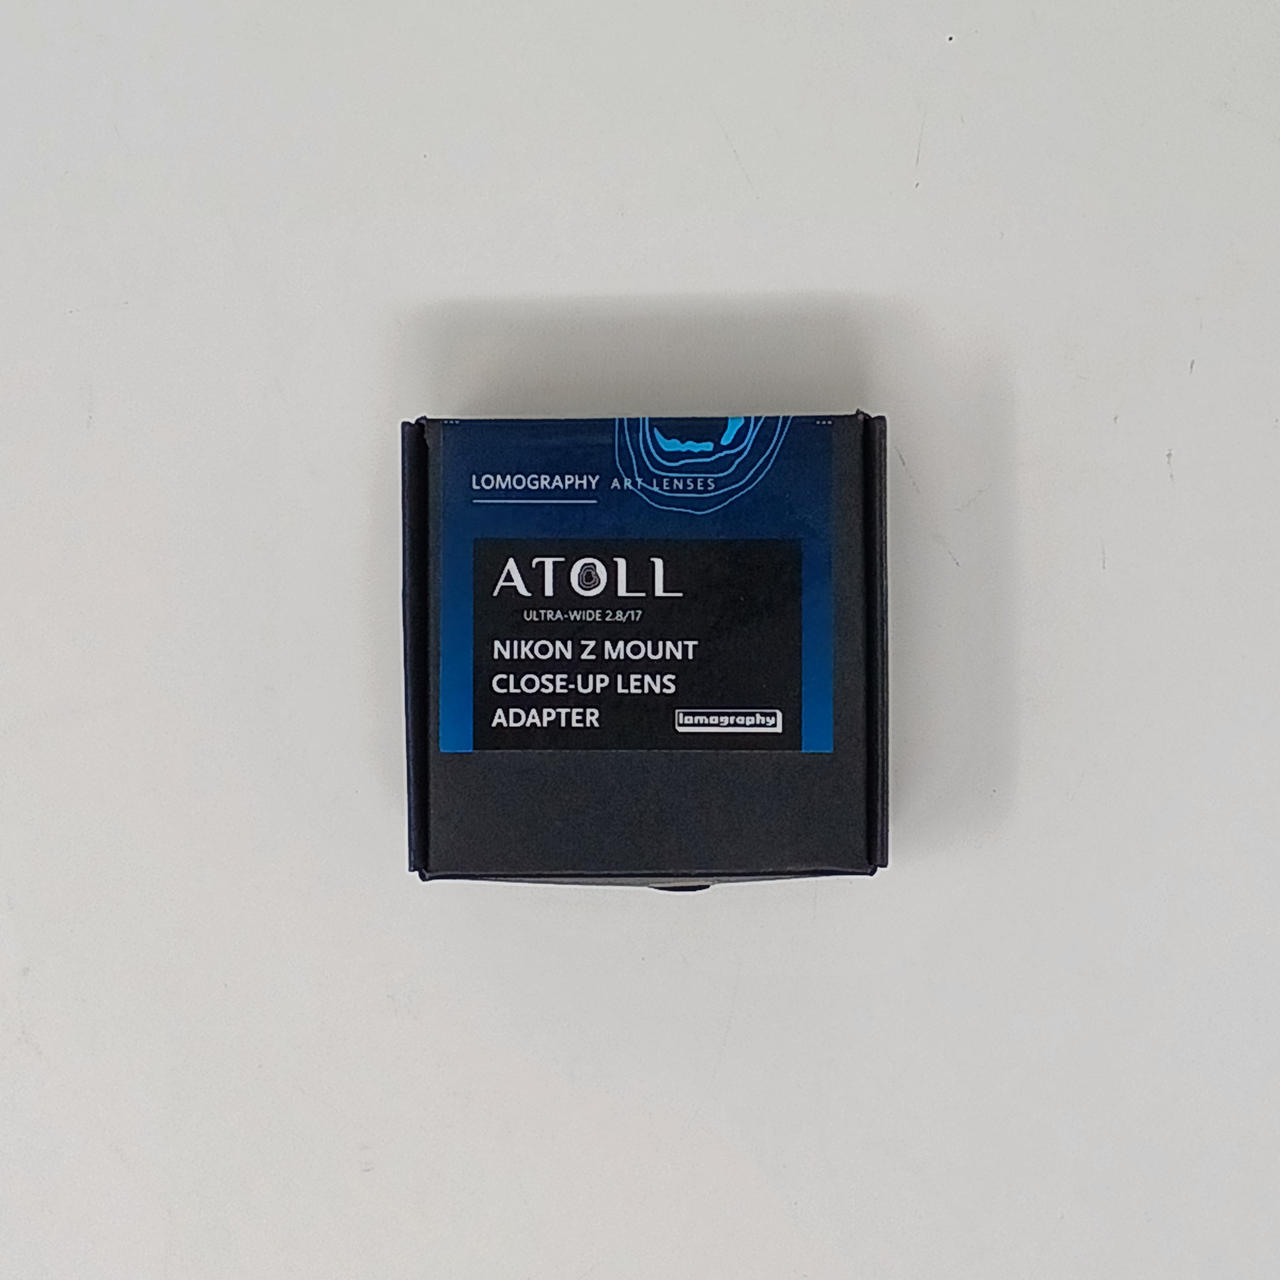 LOMOGRAPHY ART LENSES
ATOLL
ULTRA-WIDE 2.8/17
NIKON Z MOUNT
CLOSE-UP LENS
ADAPTER
lomography